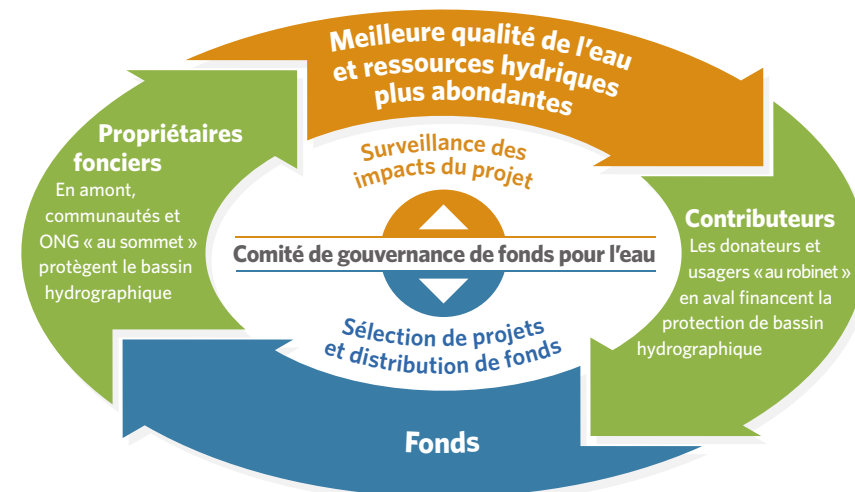 Meilleure qualité de l'eau
et ressources hydriques
plus abondantes
Propriétaires
fonciers
En amont,
communautés et
ONG « au sommet »
protègent le bassin
hydrographique
Surveillance des
impacts du projet
Comité de gouvernance de fonds pour l'eau
Sélection de projets
et distribution de fonds
Contributeurs
Les donateurs et
usagers «au robinet »
en aval financent la
protection de bassin
hydrographique
Fonds